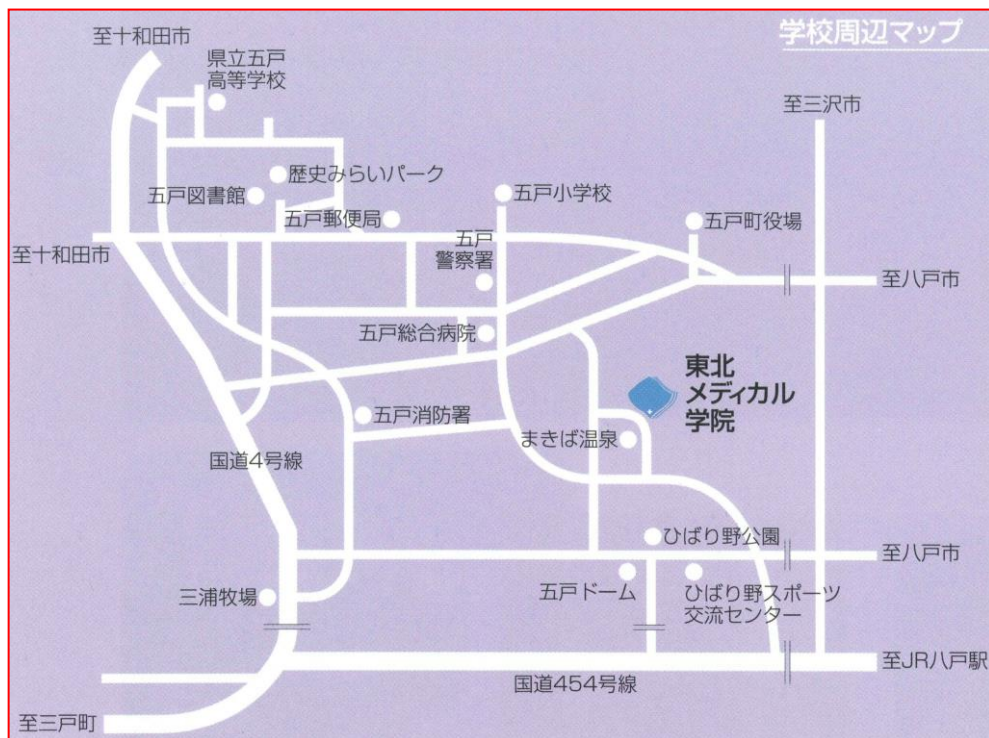 学校周辺マップ
至十和田市
県立五戸
高等学校
至三沢市
歴史みらいパーク
五戸図書館
五戸小学校
五戸郵便局
五戸町役場
至十和田市
五戸
警察署
至八戸市
五戸総合病院
東北
メディカル
学院
五戸消防署
まきば温泉
国道4号線
ひばり野公園
至八戸市
三浦牧場
五戸ドーム
ひばり野スポーツ
交流センター
至JR八戸駅
国道454号線
至三戸町